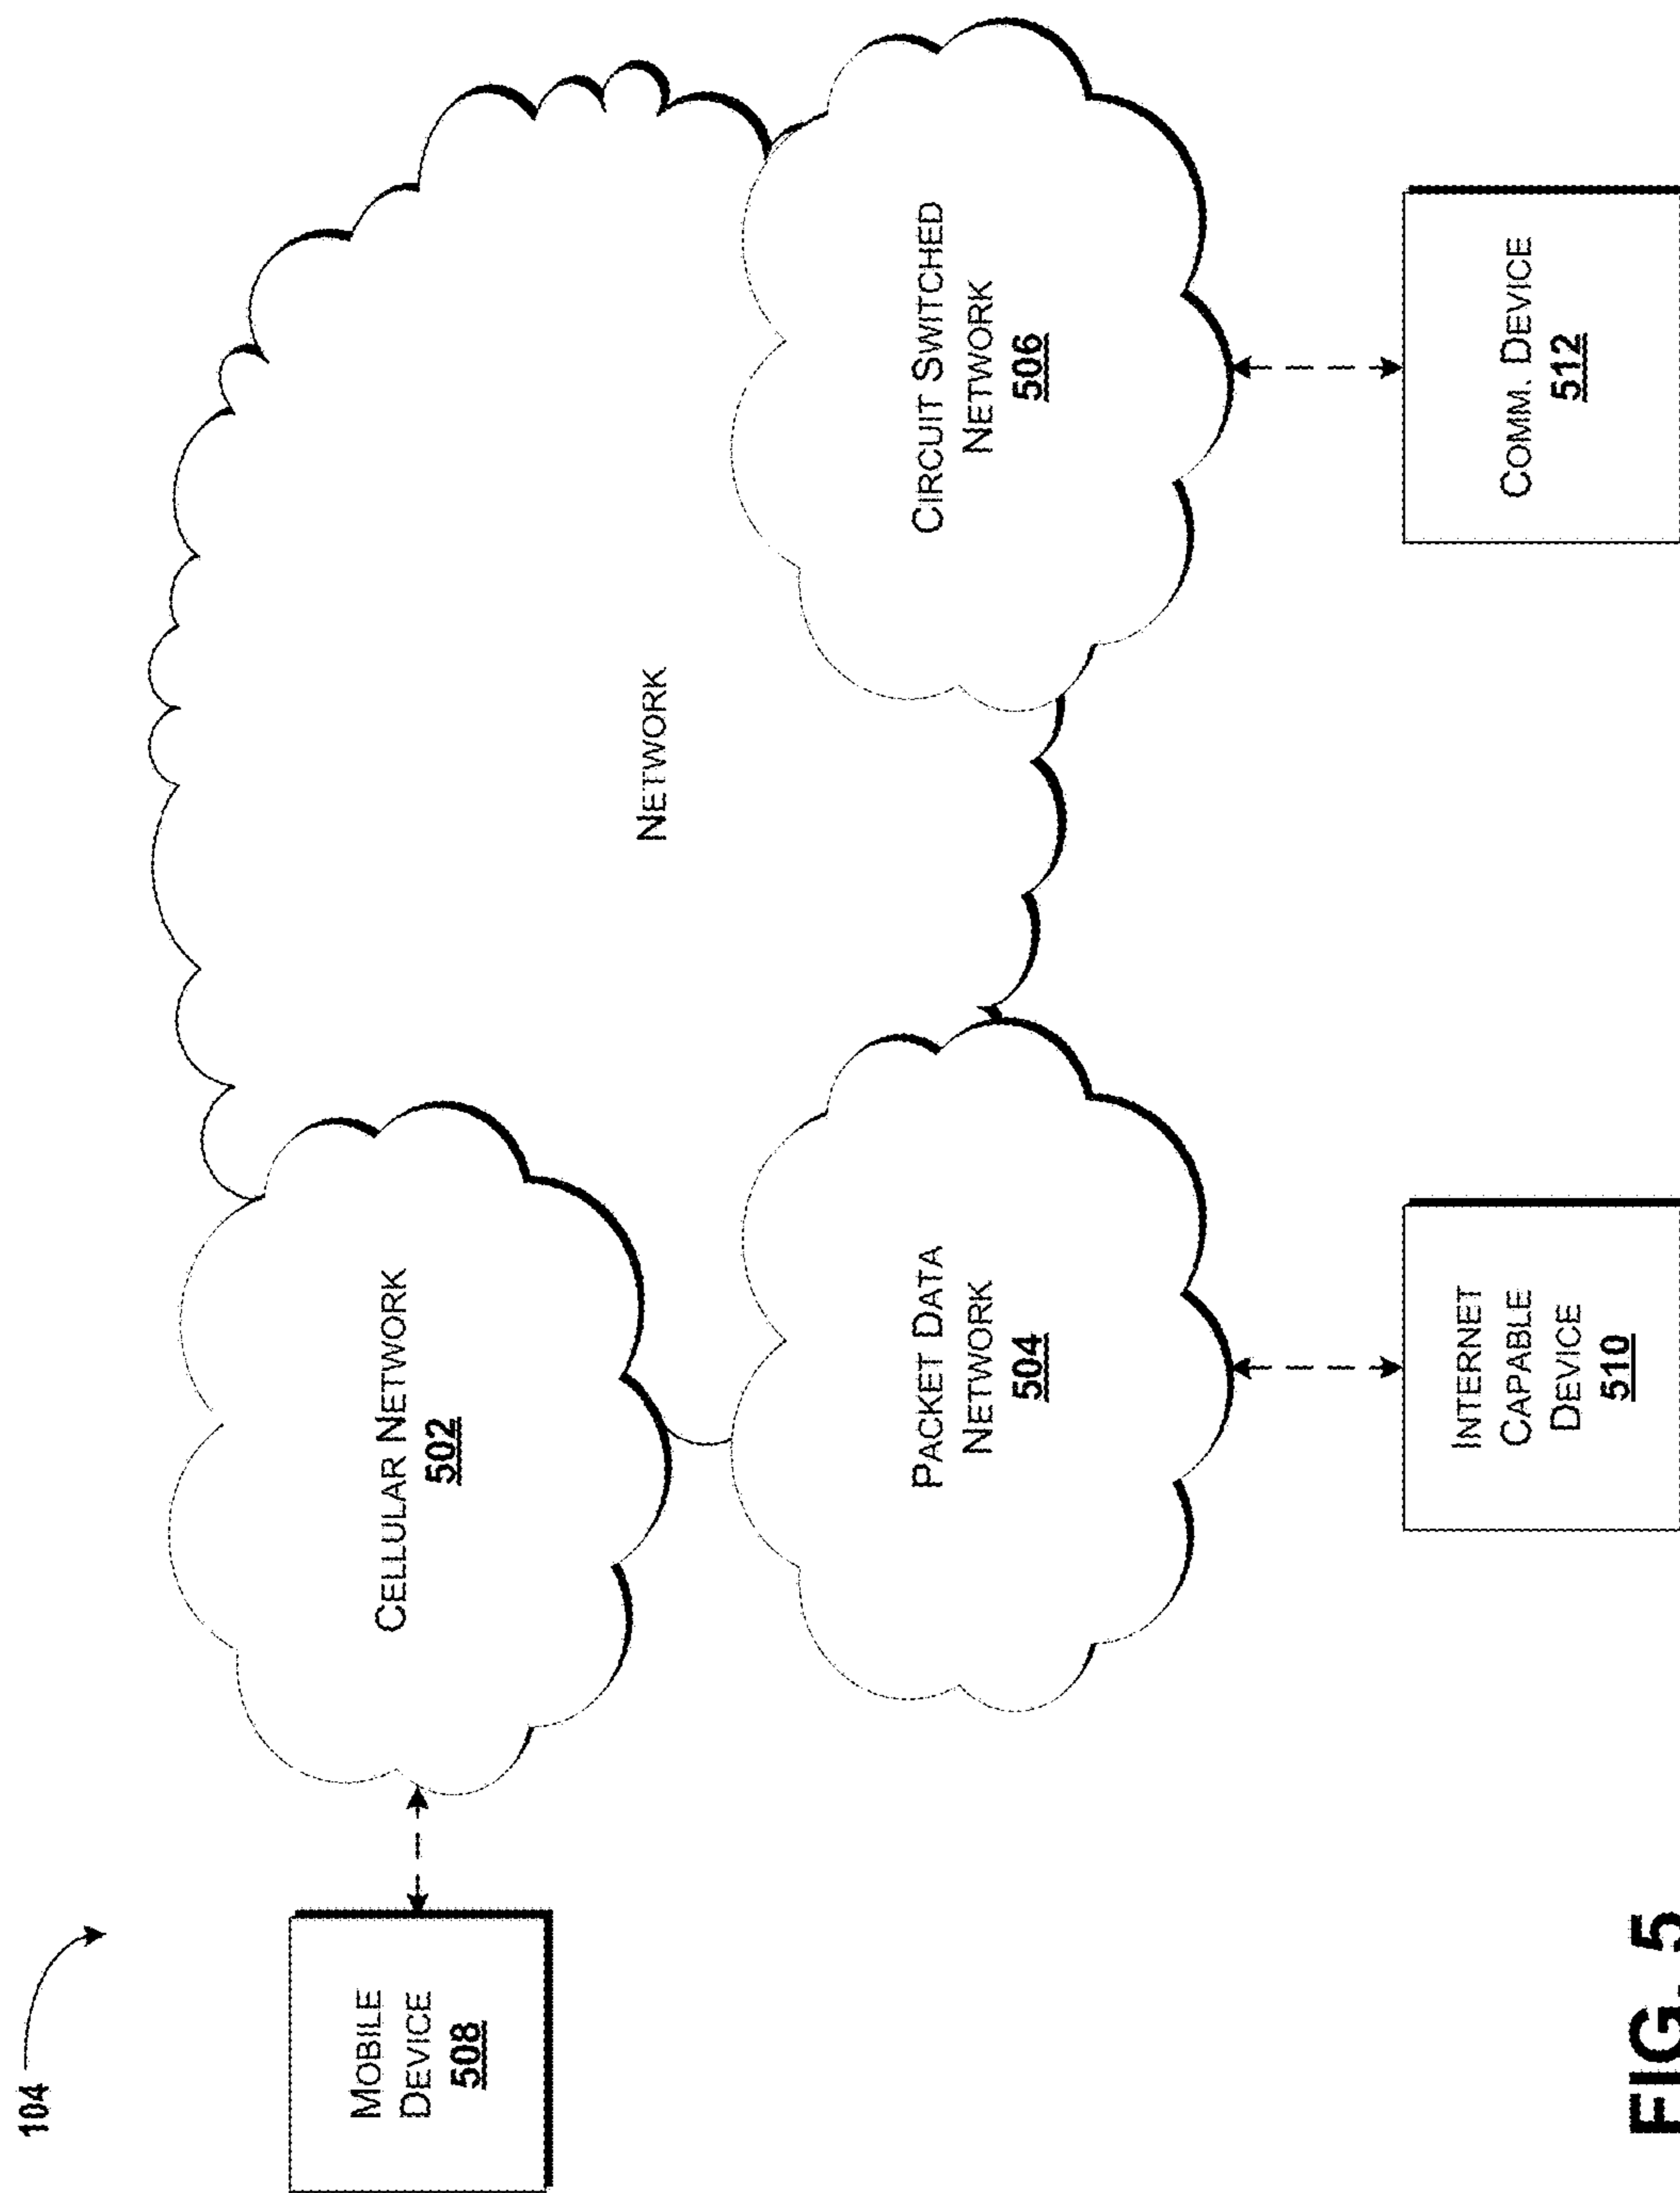 104
MOBILE
DEVICE
508
CELLULAR NETWORK
502
NETWORK
PACKET DATA
NETWORK
504
CIRCUIT SWITCHED
NETWORK
506
INTERNET
CAPABLE
DEVICE
510
COMM. DEVICE
512
FIG. 5